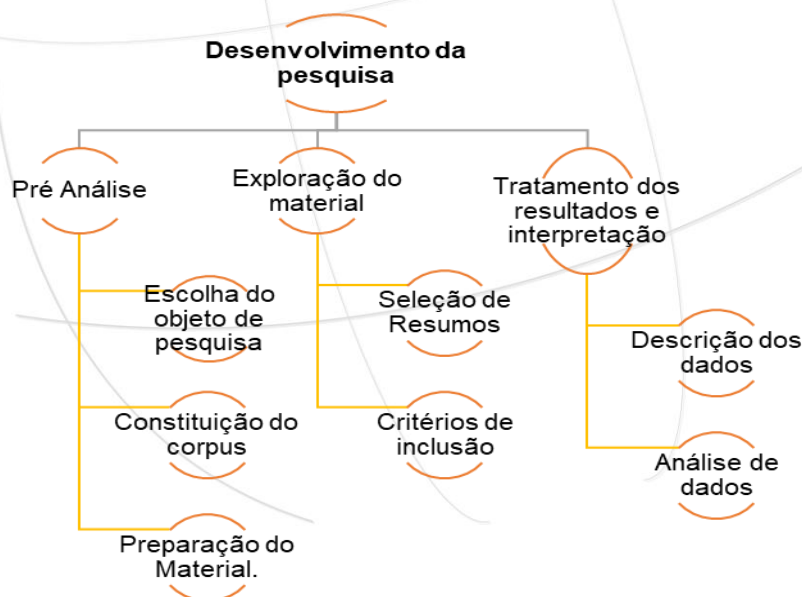 Desenvolvimento da
pesquisa
Pré Análise
Escolha do
objeto de
pesquisa
Constituição do
corpus
Preparação do
Material.
Exploração do
material
Seleção de
Resumos
Critérios de
inclusão
Tratamento dos
resultados e
interpretação
Descrição dos
dados
Análise de
dados